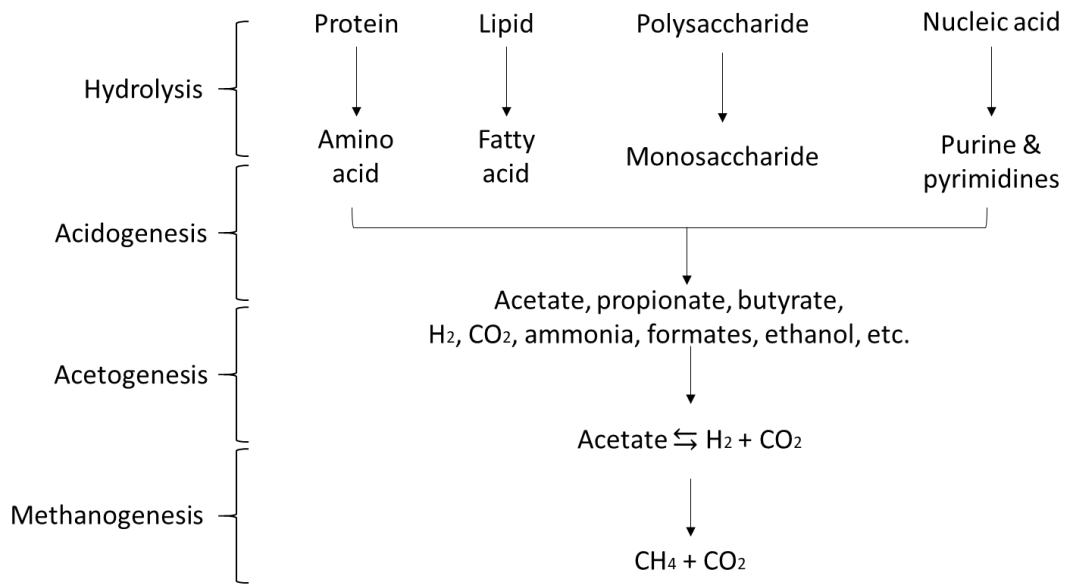 Protein Lipid Polysaccharide Nucleic acid
Hydrolysis
Amino acid
Fatty acid
Monosaccharide
Purine &
pyrimidines
Acidogenesis
Acetate, propionate, butyrate,
H₂, CO₂, ammonia, formates, ethanol, etc.
Acetogenesis
Acetate ⇆ H₂ + CO₂
Methanogenesis
CH₄ + CO₂